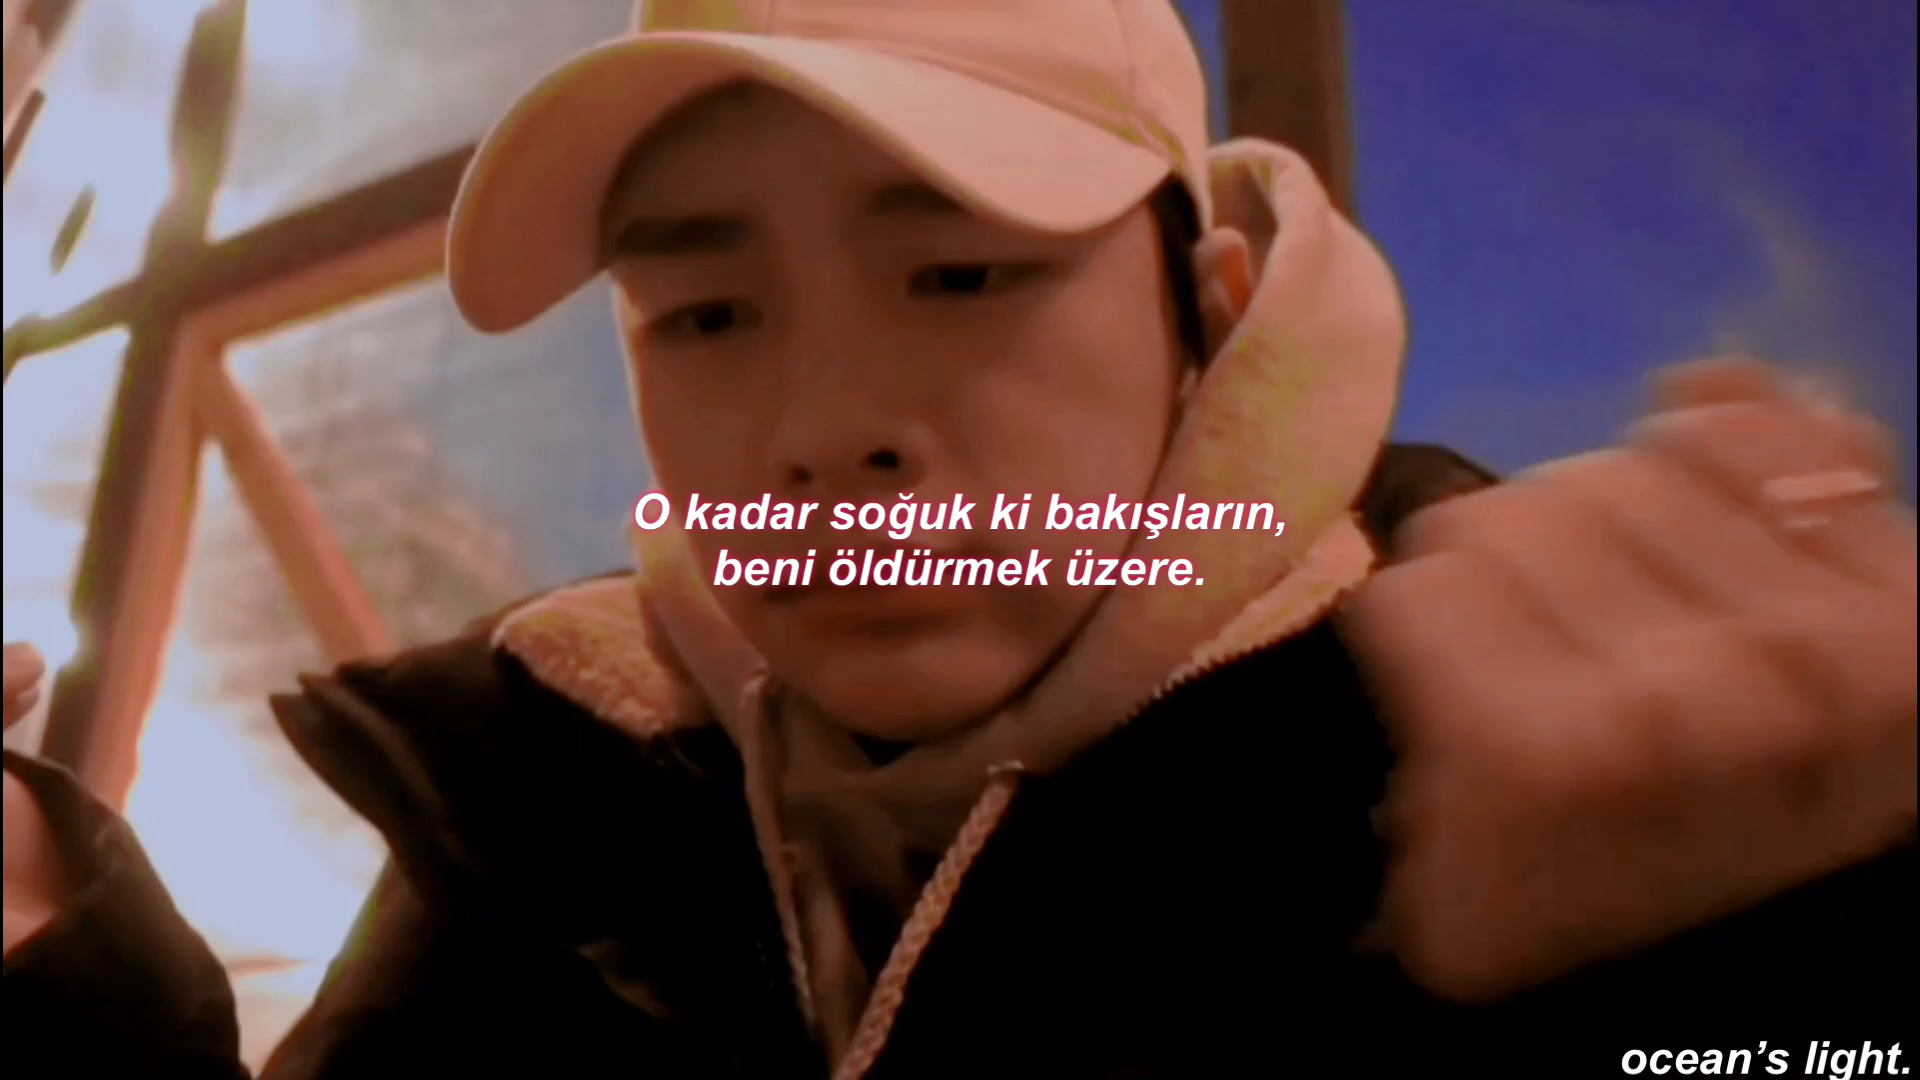 O kadar soğuk ki bakışların,
beni öldürmek üzere.
ocean’s light.